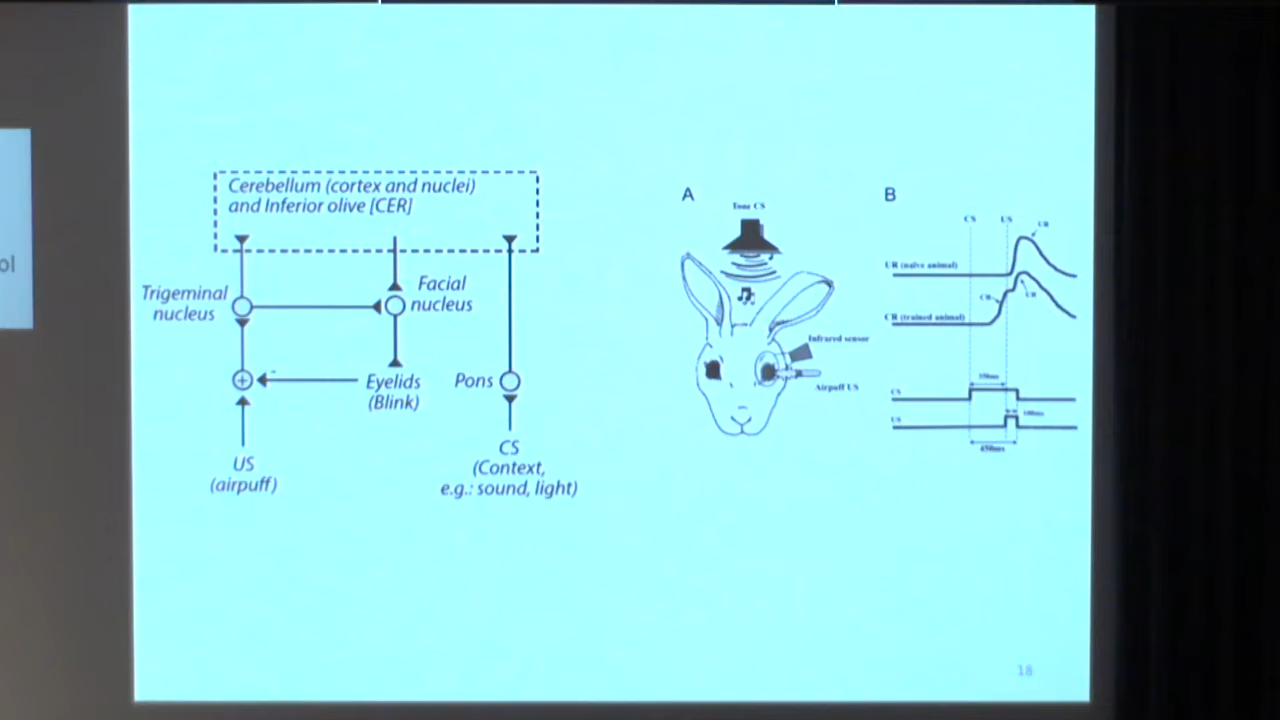 ol
Cerebellum (cortex and nuclei)
and Inferior olive [CER]
Trigeminal
nucleus
Facial
nucleus
+
-
Eyelids
(Blink)
Pons
US
(airpuff)
CS
(Context,
e.g.: sound, light)
A
Tone CS
Infrared sensor
Airpuff US
B
CS US
UR
UR (naive animal)
CR
UR
CR (trained animal)
CS
US
100ms
450ms
18